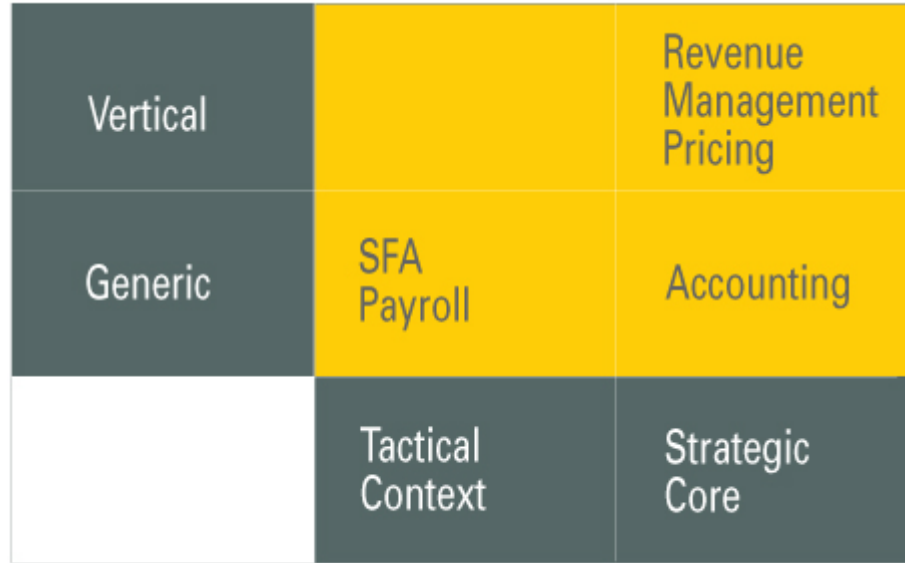 Vertical
Revenue
Management
Pricing
Generic
SFA
Payroll
Accounting
Tactical
Context
Strategic
Core